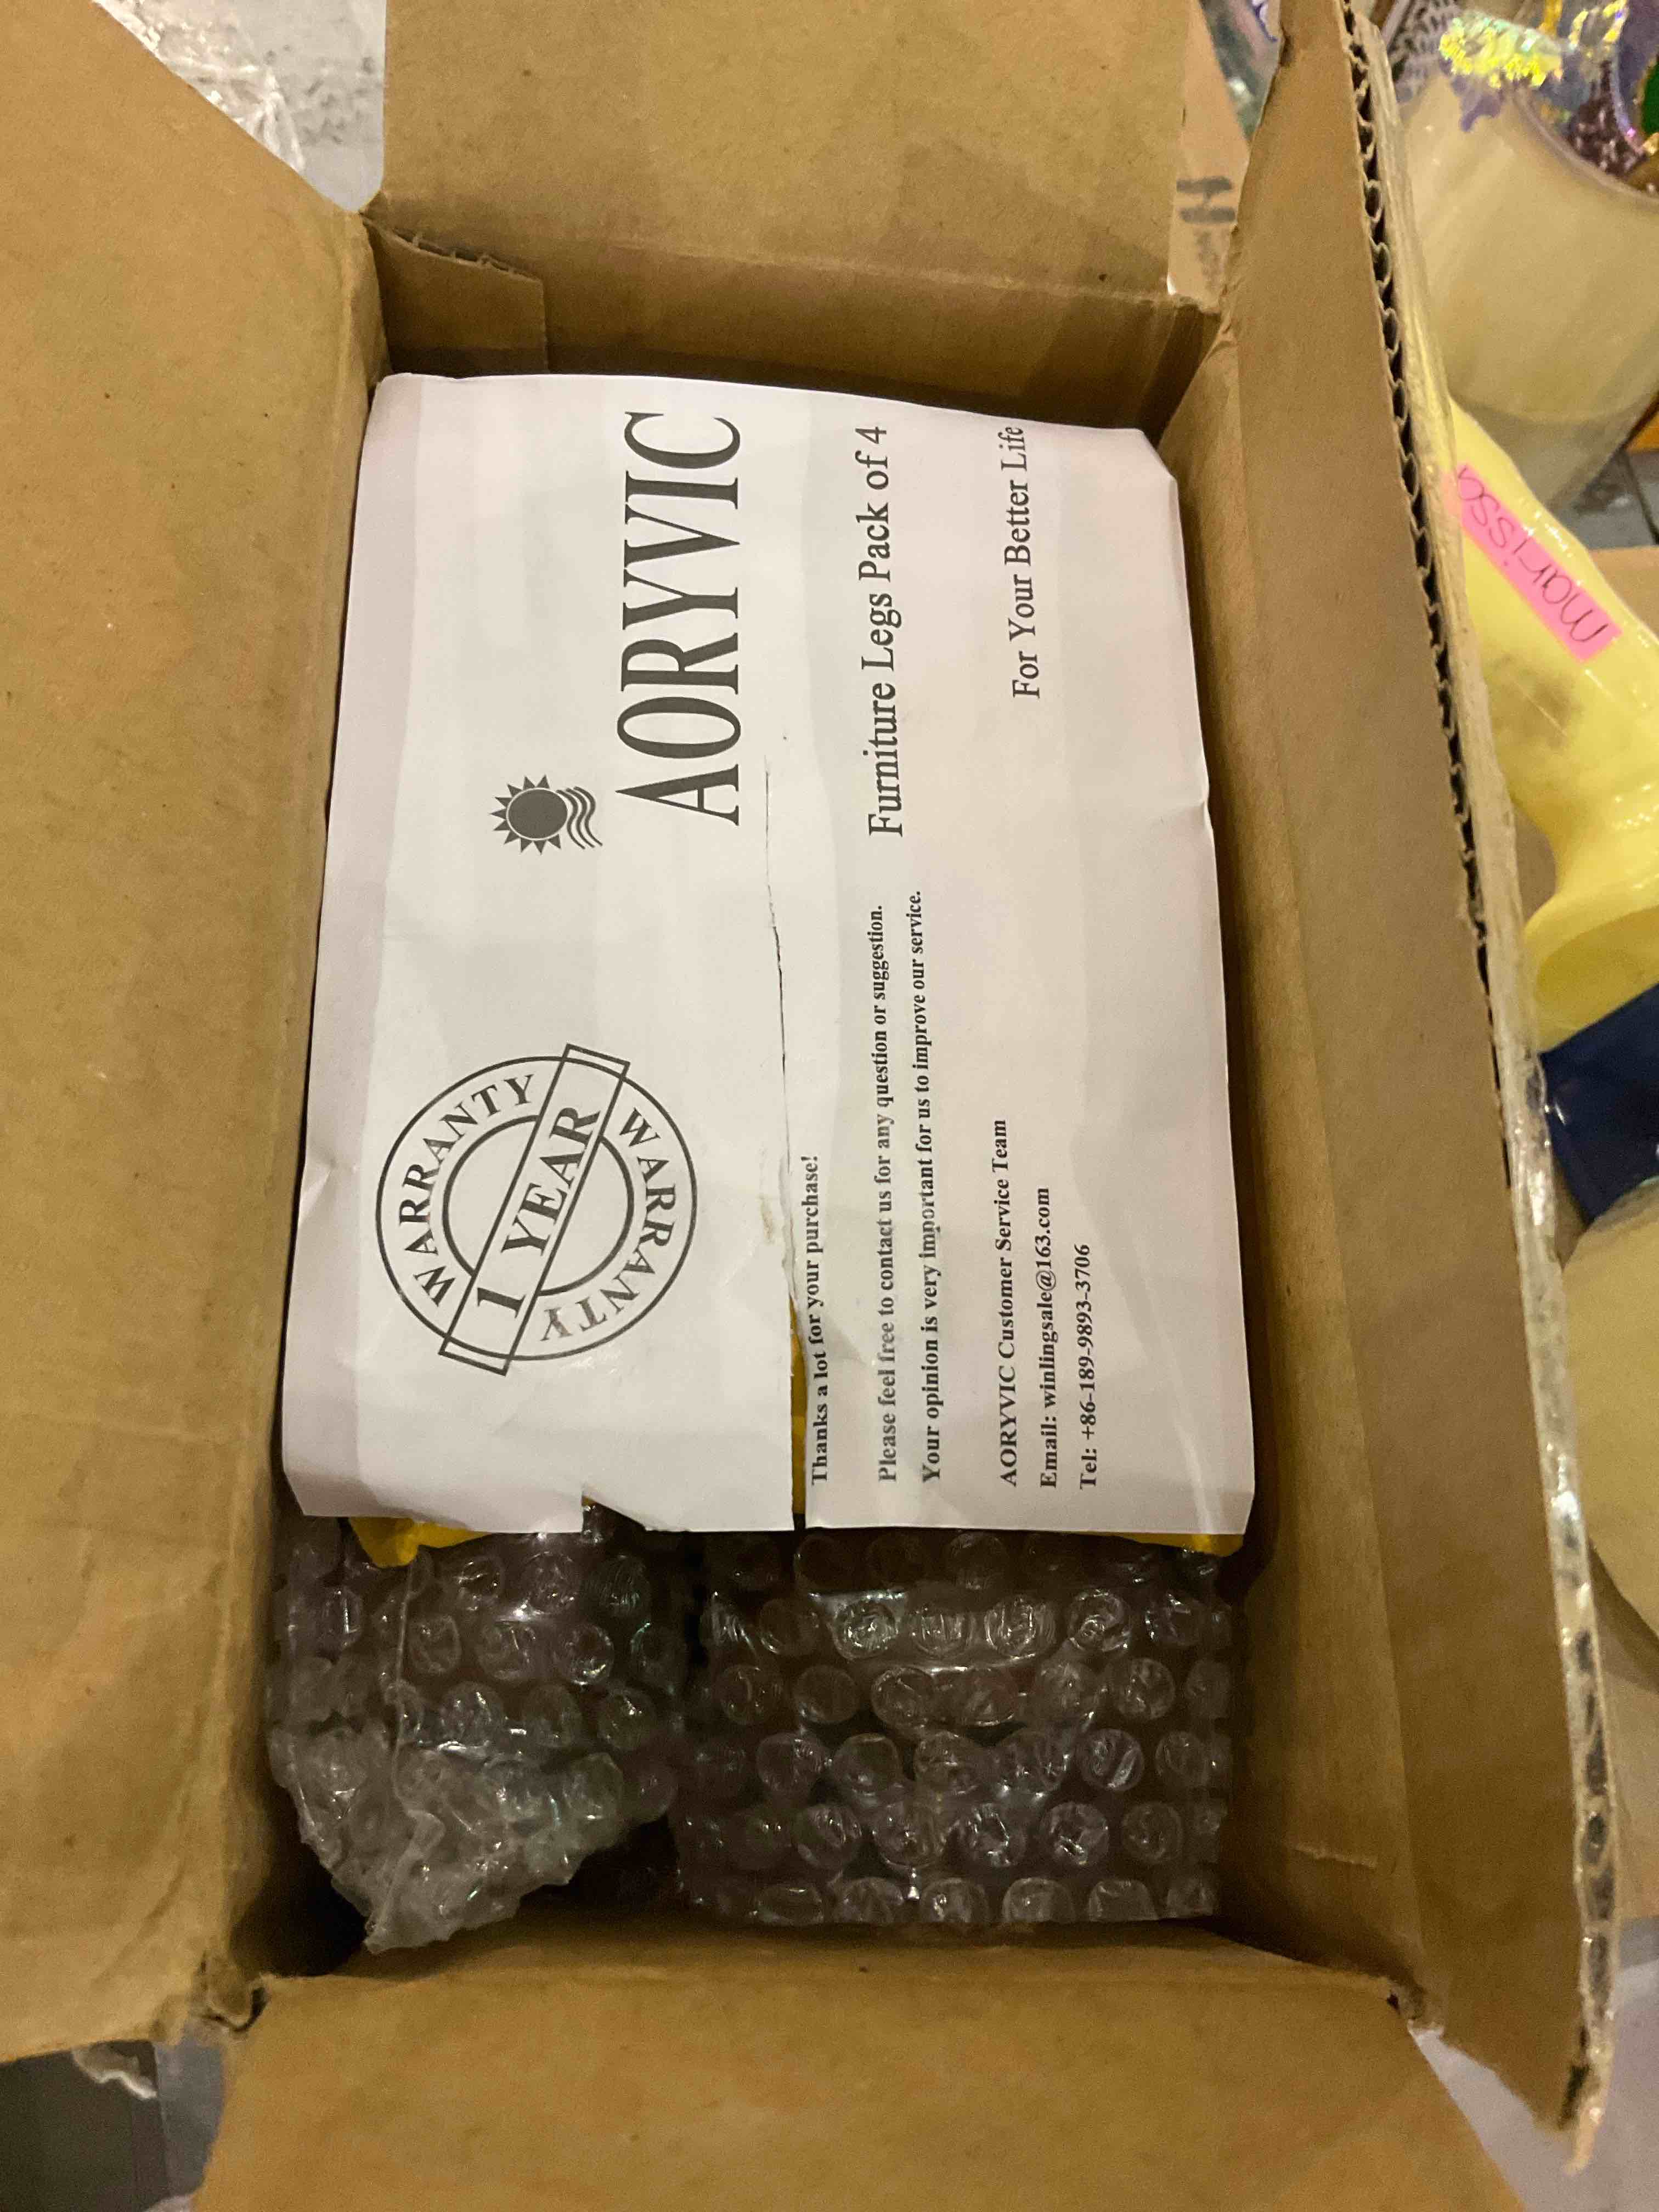 WARRANTY
1 YEAR
WARRANTY
AORYVIC
Thanks a lot for your purchase!
Please feel free to contact us for any question or suggestion.
Your opinion is very important for us to improve our service.
Furniture Legs Pack of 4
For Your Better Life
AORYVIC Customer Service Team
Email: winlingsale@163.com
Tel: +86-189-9893-3706
marissa